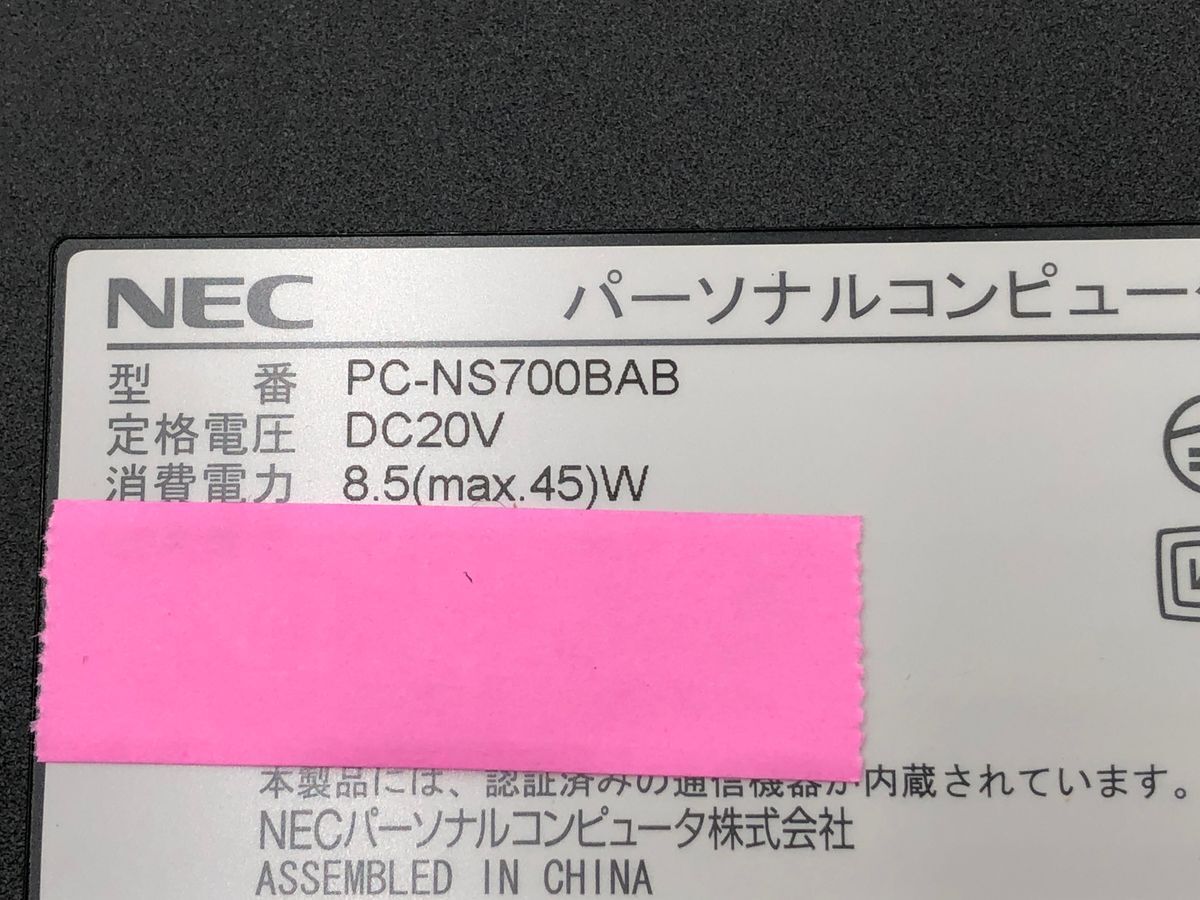 NEC パーソナルコンピュータ
型 番 PC-NS700BAB
定格電圧 DC20V
消費電力 8.5(max.45)W
本製品には、認証済みの通信機器が内蔵されています。
NECパーソナルコンピュータ株式会社
ASSEMBLED IN CHINA